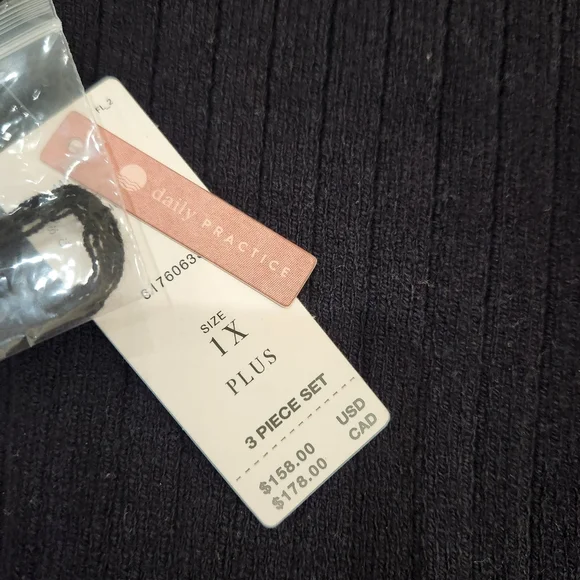 daily PRACTICE
SIZE
1X
PLUS
3 PIECE SET
$158.00 USD
$178.00 CAD